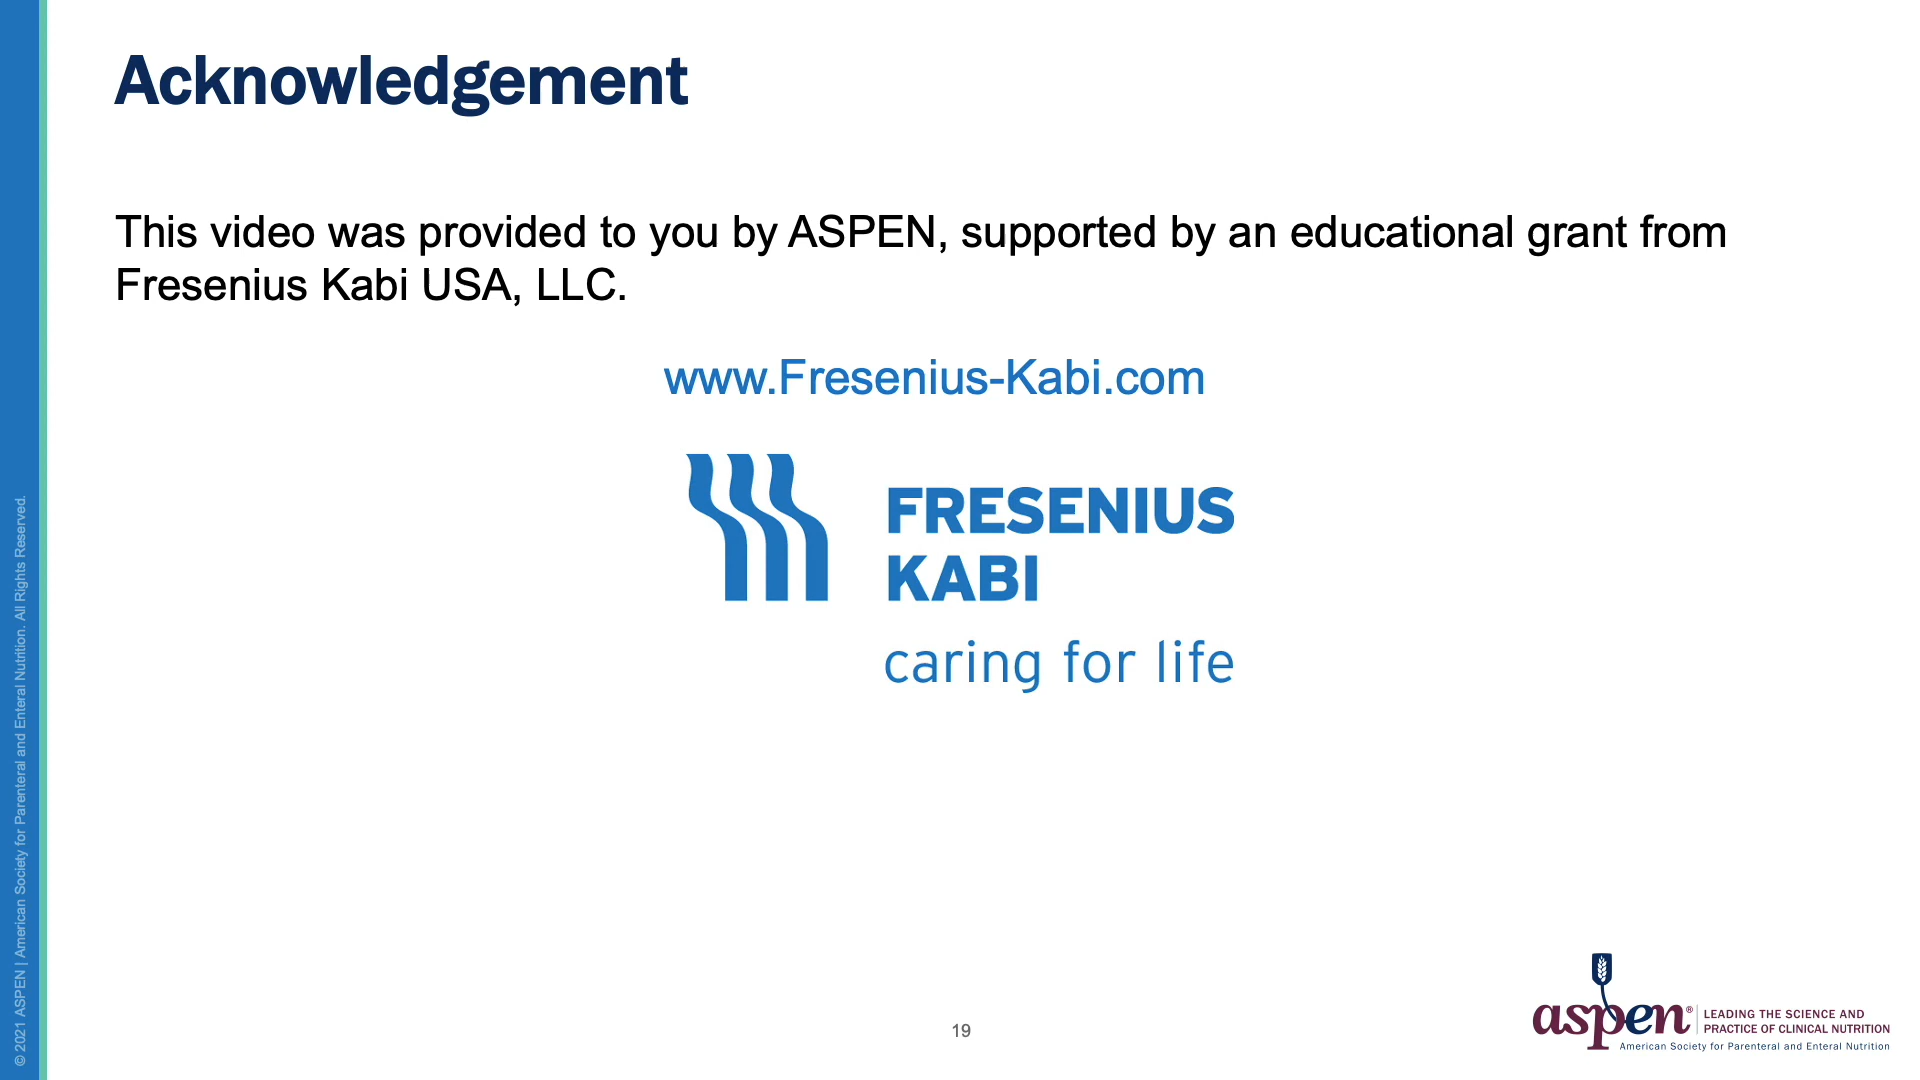 Acknowledgement
This video was provided to you by ASPEN, supported by an educational grant from
Fresenius Kabi USA, LLC.
www.Fresenius-Kabi.com
FRESENIUS
KABI
caring for life
© 2021 ASPEN | American Society for Parenteral and Enteral Nutrition. All Rights Reserved.
19
aspen®
LEADING THE SCIENCE AND
PRACTICE OF CLINICAL NUTRITION
American Society for Parenteral and Enteral Nutrition